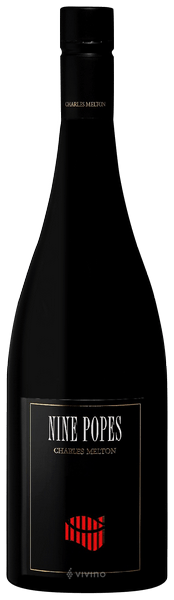 CHARLES MELTON
NINE POPES
CHARLES MELTON
vivino